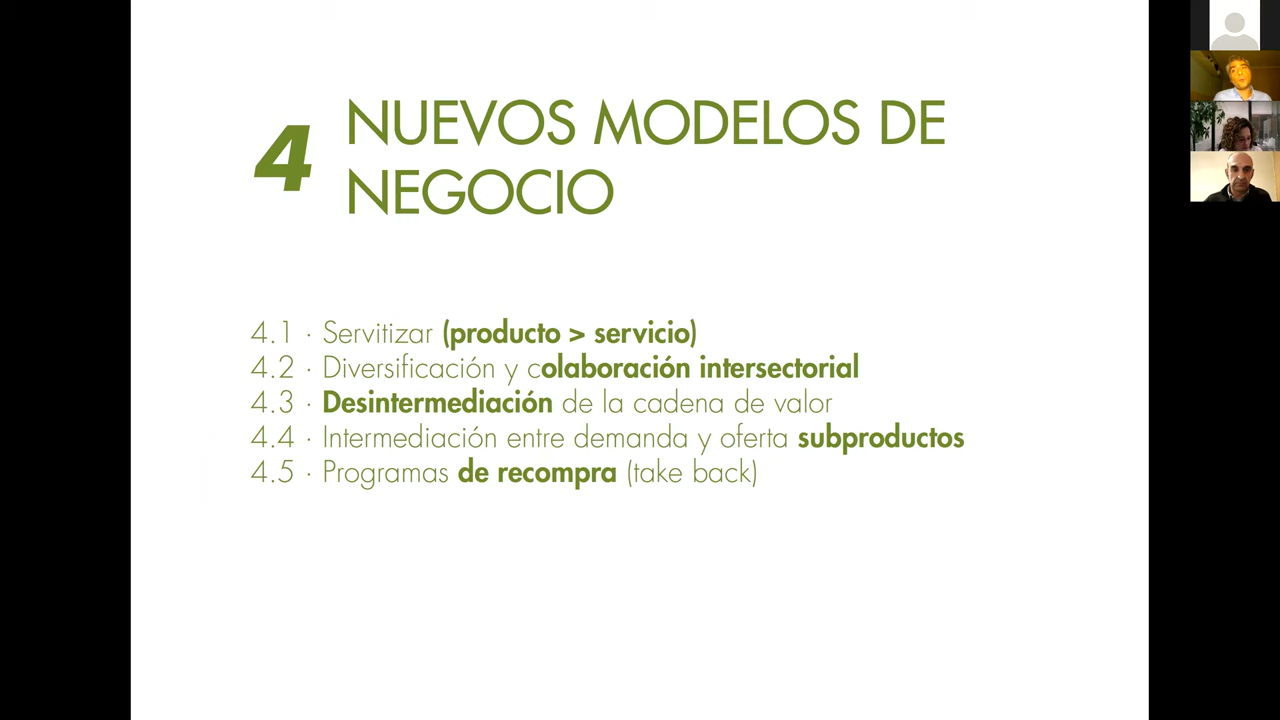 4 NUEVOS MODELOS DE
NEGOCIO
4.1 · Servitizar (producto > servicio)
4.2 · Diversificación y colaboración intersectorial
4.3 · Desintermediación de la cadena de valor
4.4 · Intermediación entre demanda y oferta subproductos
4.5 · Programas de recompra (take back)